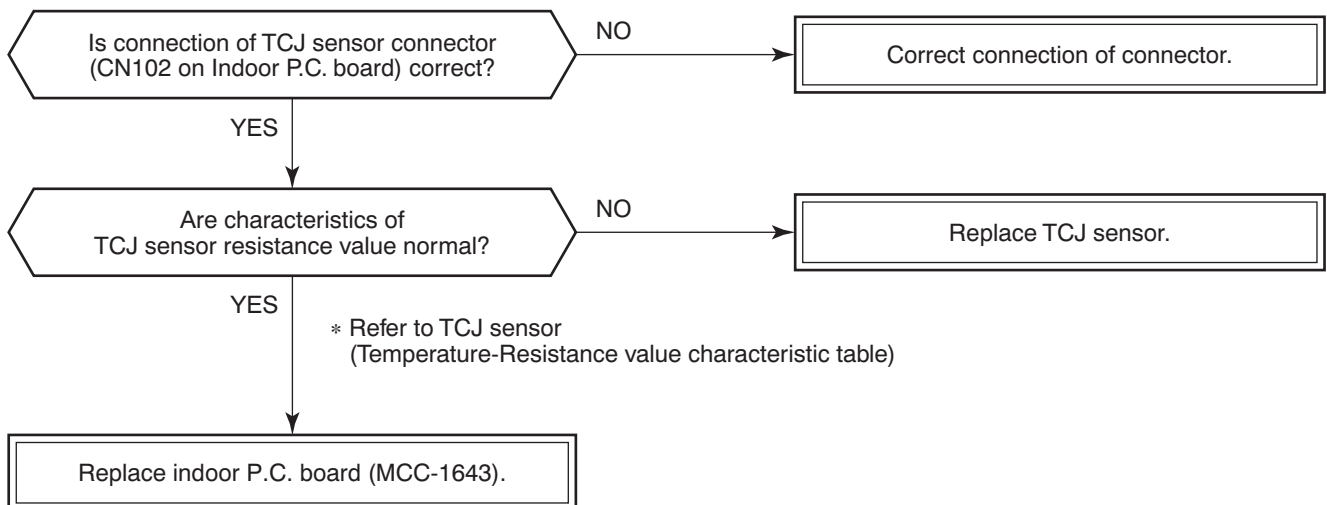 Is connection of TCJ sensor connector
(CN102 on Indoor P.C. board) correct?
NO
Correct connection of connector.
YES
Are characteristics of
TCJ sensor resistance value normal?
NO
Replace TCJ sensor.
YES
* Refer to TCJ sensor
(Temperature-Resistance value characteristic table)
Replace indoor P.C. board (MCC-1643).